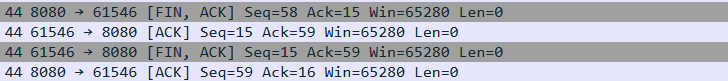 44 8080 → 61546 [FIN, ACK] Seq=58 Ack=15 Win=65280 Len=0
44 61546 → 8080 [ACK] Seq=15 Ack=59 Win=65280 Len=0
44 61546 → 8080 [FIN, ACK] Seq=15 Ack=59 Win=65280 Len=0
44 8080 → 61546 [ACK] Seq=59 Ack=16 Win=65280 Len=0